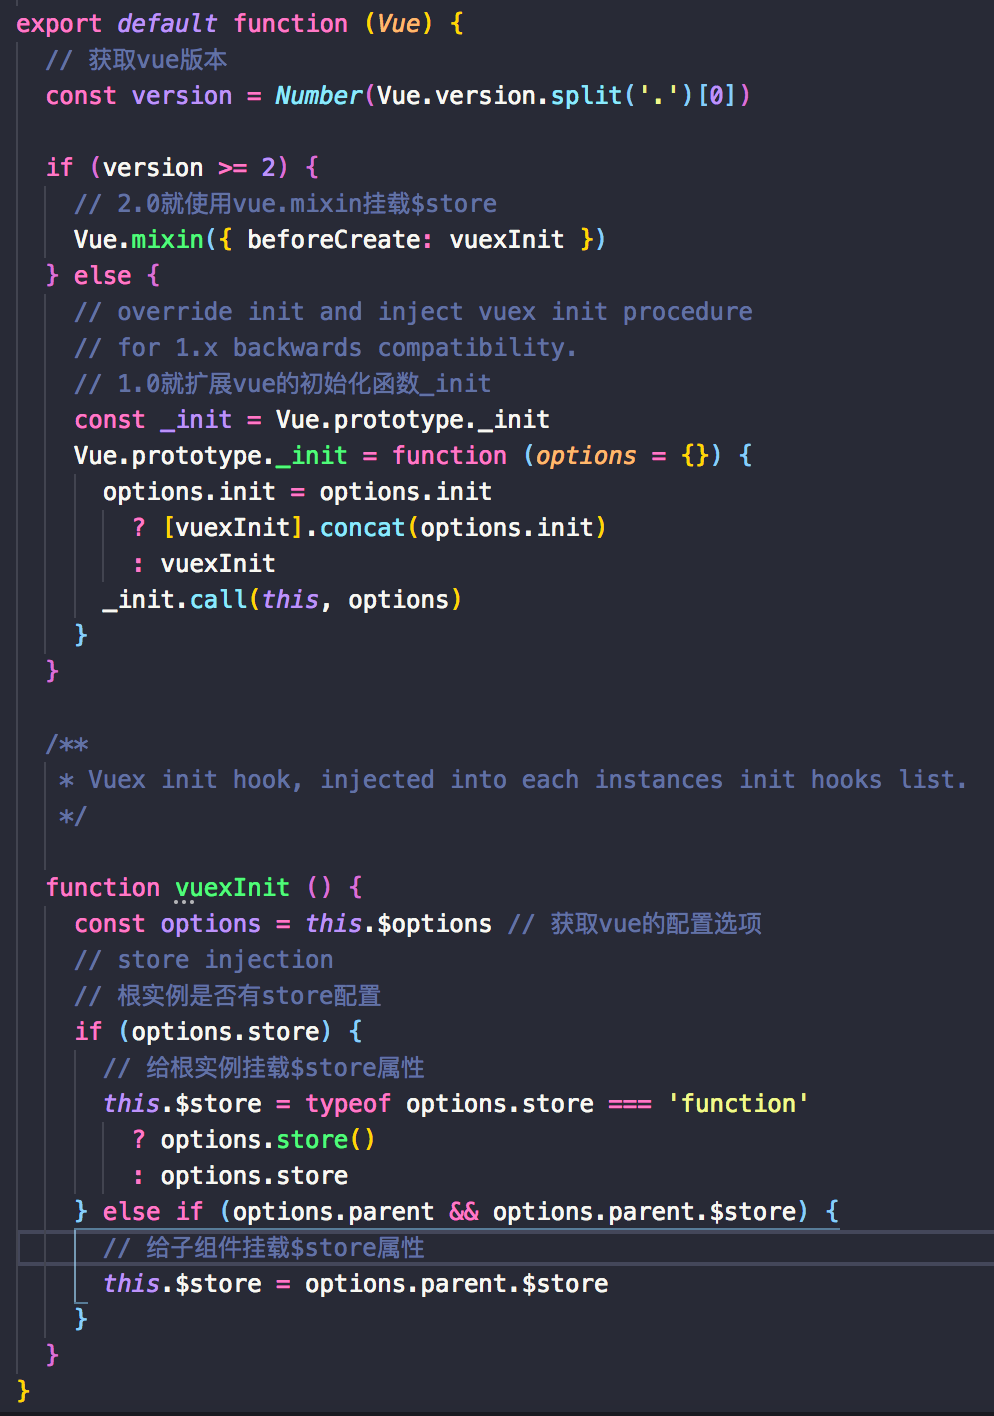 export default function (Vue) {
  // 获取vue版本
  const version = Number(Vue.version.split('.')[0])

  if (version >= 2) {
    // 2.0就使用vue.mixin挂载$store
    Vue.mixin({ beforeCreate: vuexInit })
  } else {
    // override init and inject vuex init procedure
    // for 1.x backwards compatibility.
    // 1.0就扩展vue的初始化函数_init
    const _init = Vue.prototype._init
    Vue.prototype._init = function (options = {}) {
      options.init = options.init
        ? [vuexInit].concat(options.init)
        : vuexInit
      _init.call(this, options)
    }
  }

  /**
   * Vuex init hook, injected into each instances init hooks list.
   */

  function vuexInit () {
    const options = this.$options // 获取vue的配置选项
    // store injection
    // 根实例是否有store配置
    if (options.store) {
      // 给根实例挂载$store属性
      this.$store = typeof options.store === 'function'
        ? options.store()
        : options.store
    } else if (options.parent && options.parent.$store) {
      // 给子组件挂载$store属性
      this.$store = options.parent.$store
    }
  }
}